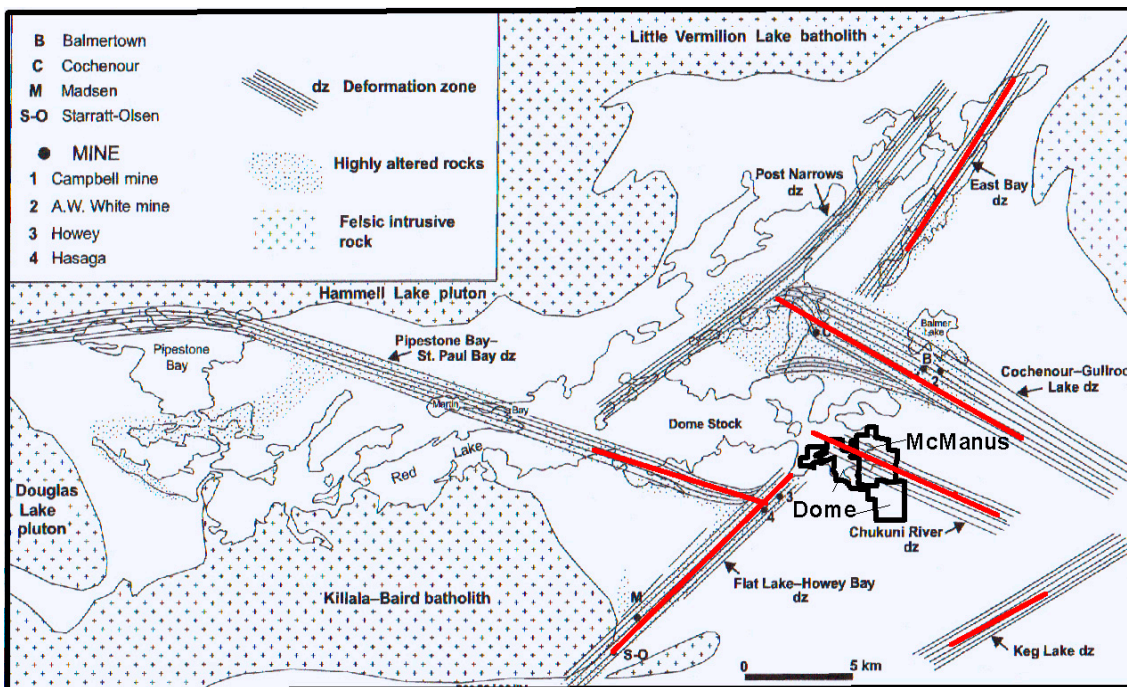 B Balmertown
C Cochenour
M Madsen
S-O Starratt-Olsen
MINE
1 Campbell mine
2 A.W. White mine
3 Howey
4 Hasaga
dz Deformation zone
Highly altered rocks
Felsic intrusive
rock
Little Vermilion Lake batholith
Post Narrows
dz
East Bay
dz
Hammell Lake pluton
Pipestone
Bay
Pipestone Bay–
St. Paul Bay dz
C
Balmer
Lake
B
1
2
Cochenour–Gullroc
Lake dz
Martin Bay
Dome Stock
Red Lake
McManus
Dome
3
4
Douglas
Lake
pluton
Chukuni River
dz
Flat Lake–Howey Bay
dz
Killala–Baird batholith
M
S-O
Keg Lake dz
0 5 km